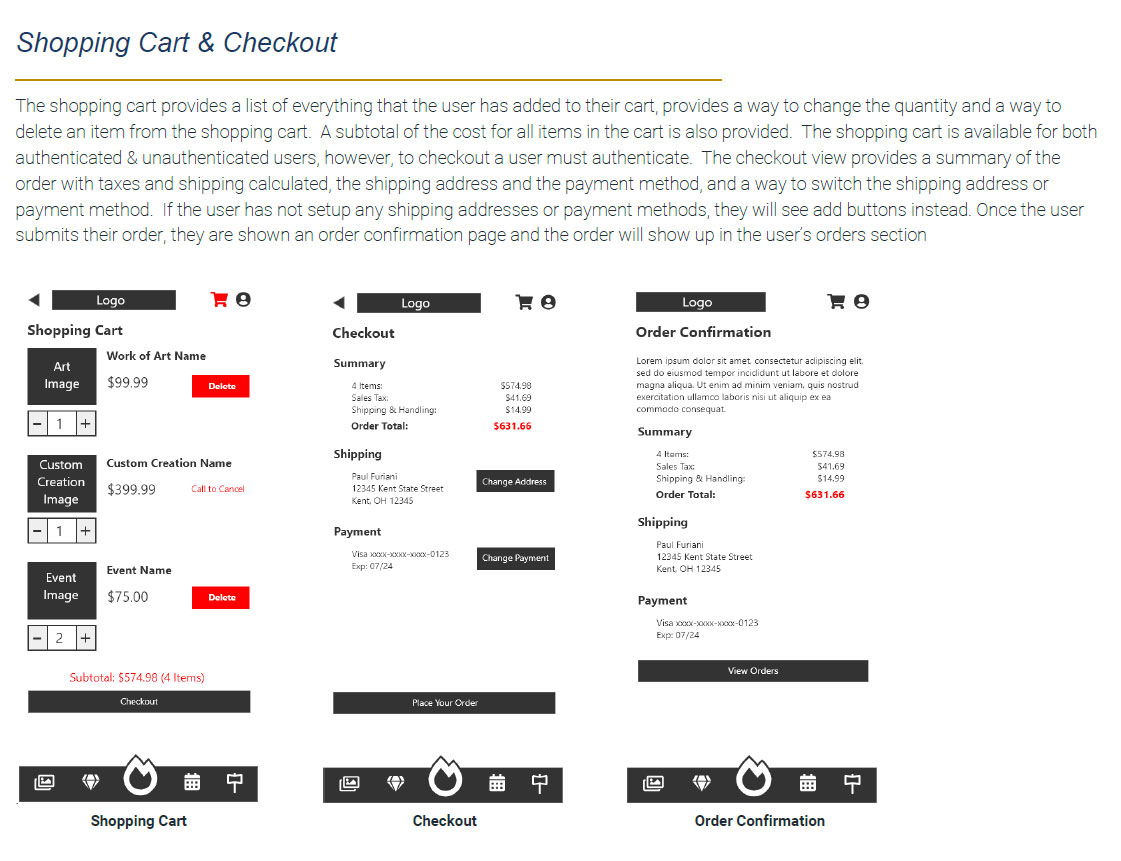 Shopping Cart & Checkout
The shopping cart provides a list of everything that the user has added to their cart, provides a way to change the quantity and a way to
delete an item from the shopping cart.  A subtotal of the cost for all items in the cart is also provided.  The shopping cart is available for both
authenticated & unauthenticated users, however, to checkout a user must authenticate.  The checkout view provides a summary of the
order with taxes and shipping calculated, the shipping address and the payment method, and a way to switch the shipping address or
payment method.  If the user has not setup any shipping addresses or payment methods, they will see add buttons instead. Once the user
submits their order, they are shown an order confirmation page and the order will show up in the user's orders section
Logo
Shopping Cart
Art
Image
Work of Art Name
$99.99
Delete
− 1 +
Custom
Creation
Image
Custom Creation Name
$399.99
Call to Cancel
− 1 +
Event
Image
Event Name
$75.00
Delete
− 2 +
Subtotal: $574.98 (4 Items)
Checkout
Shopping Cart
Logo
Checkout
Summary
4 Items: $574.98
Sales Tax: $41.69
Shipping & Handling: $14.99
Order Total: $631.66
Shipping
Paul Furiani
12345 Kent State Street
Kent, OH 12345
Change Address
Payment
Visa xxxx-xxxx-xxxx-0123
Exp: 07/24
Change Payment
Place Your Order
Checkout
Logo
Order Confirmation
Lorem ipsum dolor sit amet, consectetur adipiscing elit,
sed do eiusmod tempor incididunt ut labore et dolore
magna aliqua. Ut enim ad minim veniam, quis nostrud
exercitation ullamco laboris nisi ut aliquip ex ea
commodo consequat.
Summary
4 Items: $574.98
Sales Tax: $41.69
Shipping & Handling: $14.99
Order Total: $631.66
Shipping
Paul Furiani
12345 Kent State Street
Kent, OH 12345
Payment
Visa xxxx-xxxx-xxxx-0123
Exp: 07/24
View Orders
Order Confirmation